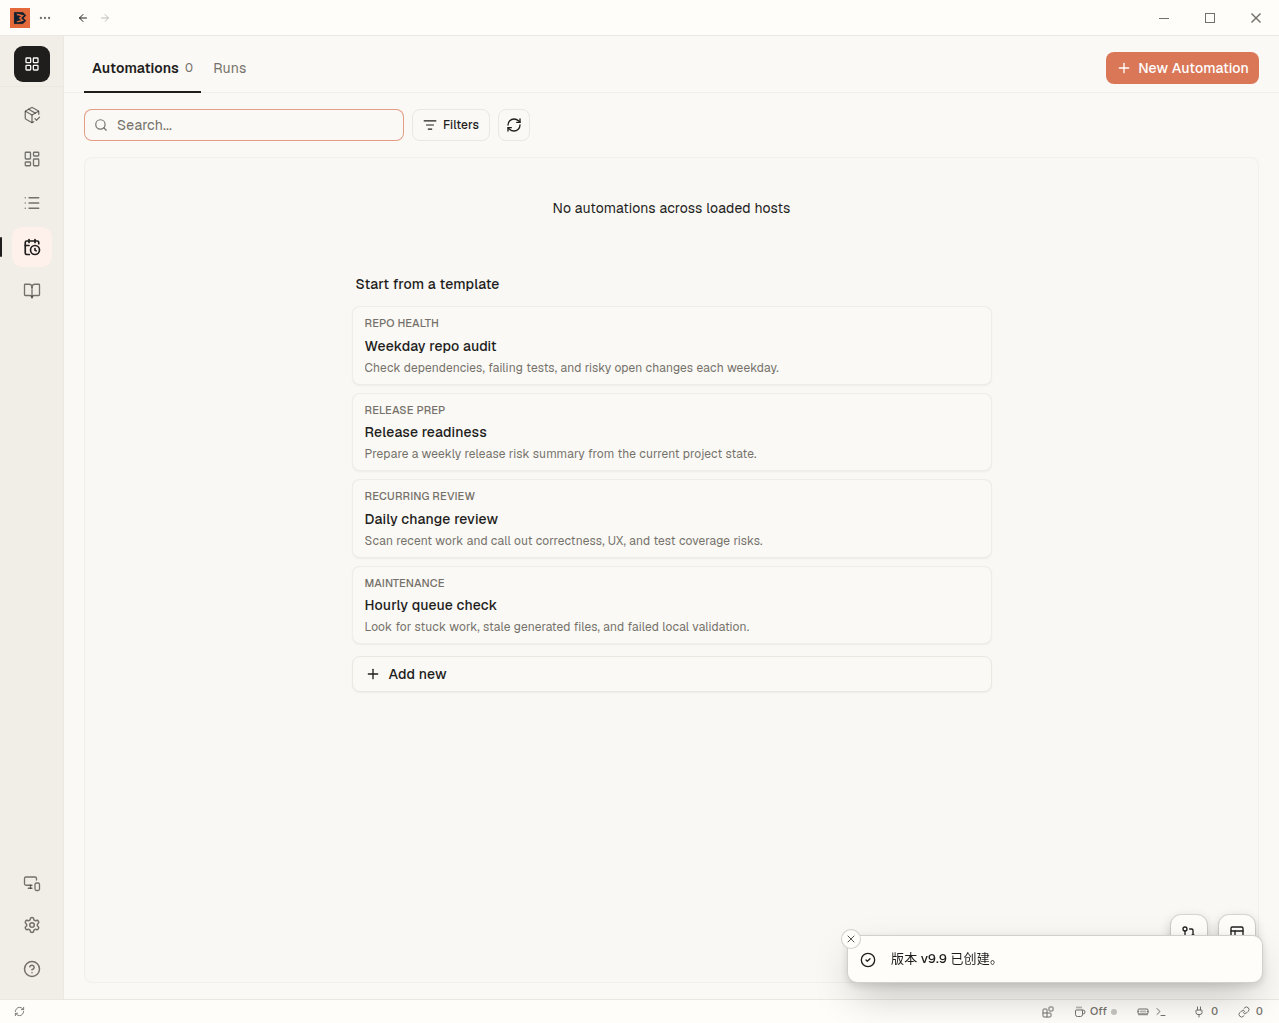 Automations 0 Runs
New Automation
Search...
Filters
No automations across loaded hosts
Start from a template
REPO HEALTH
Weekday repo audit
Check dependencies, failing tests, and risky open changes each weekday.
RELEASE PREP
Release readiness
Prepare a weekly release risk summary from the current project state.
RECURRING REVIEW
Daily change review
Scan recent work and call out correctness, UX, and test coverage risks.
MAINTENANCE
Hourly queue check
Look for stuck work, stale generated files, and failed local validation.
Add new
版本 v9.9 已创建。
Off 0 0